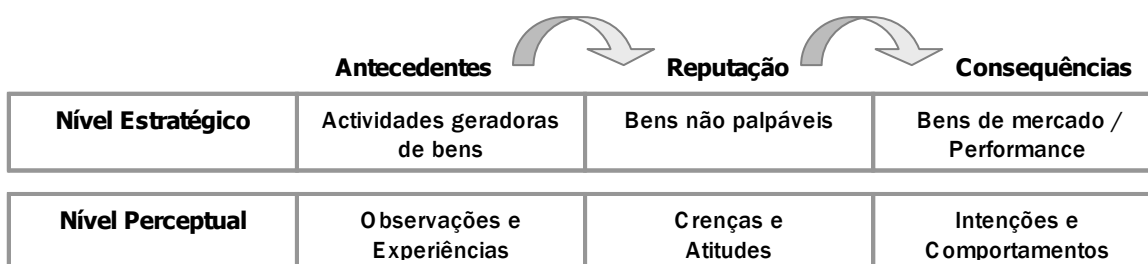 Antecedentes Reputação Consequências
Nível Estratégico Actividades geradoras de bens Bens não palpáveis Bens de mercado / Performance
Nível Perceptual Observações e Experiências Crenças e Atitudes Intenções e Comportamentos